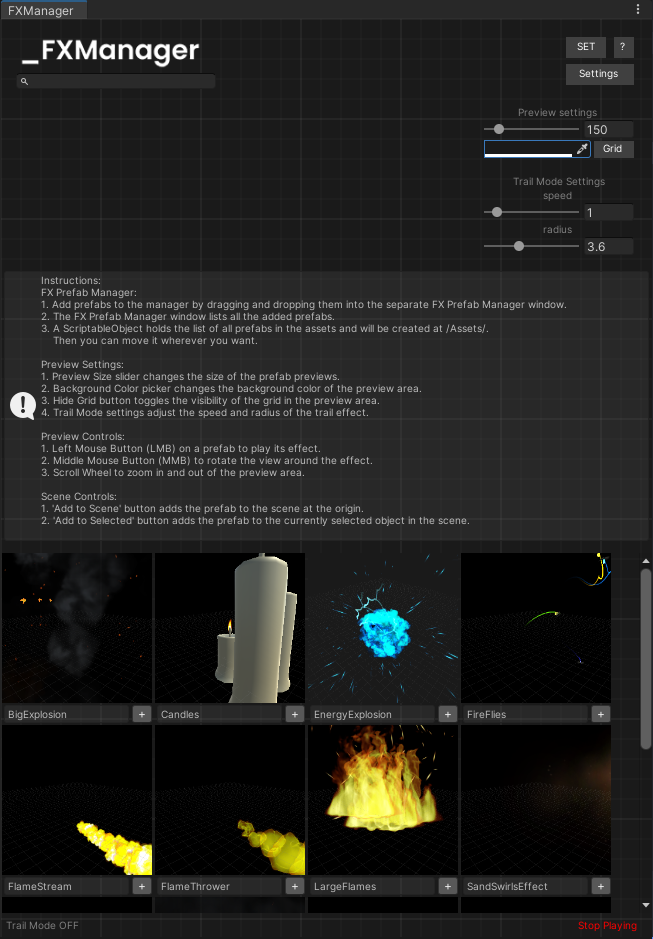 FXManager
_FXManager
SET
?
Settings
Preview settings
150
Grid
Trail Mode Settings
speed
1
radius
3.6
Instructions:
FX Prefab Manager:
1. Add prefabs to the manager by dragging and dropping them into the separate FX Prefab Manager window.
2. The FX Prefab Manager window lists all the added prefabs.
3. A ScriptableObject holds the list of all prefabs in the assets and will be created at /Assets/.
Then you can move it wherever you want.
Preview Settings:
1. Preview Size slider changes the size of the prefab previews.
2. Background Color picker changes the background color of the preview area.
3. Hide Grid button toggles the visibility of the grid in the preview area.
4. Trail Mode settings adjust the speed and radius of the trail effect.
Preview Controls:
1. Left Mouse Button (LMB) on a prefab to play its effect.
2. Middle Mouse Button (MMB) to rotate the view around the effect.
3. Scroll Wheel to zoom in and out of the preview area.
Scene Controls:
1. 'Add to Scene' button adds the prefab to the scene at the origin.
2. 'Add to Selected' button adds the prefab to the currently selected object in the scene.
BigExplosion +
Candles +
EnergyExplosion +
FireFlies +
FlameStream +
FlameThrower +
LargeFlames +
SandSwirlsEffect +
Trail Mode OFF
Stop Playing